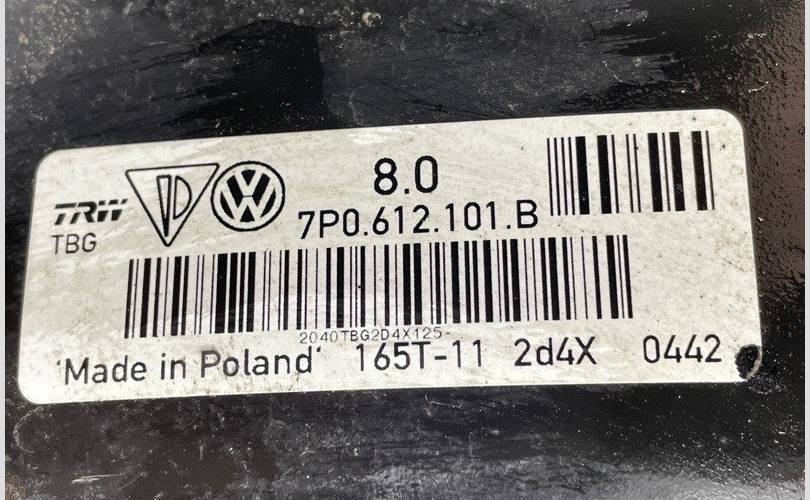 TRW
TBG
8.0
7P0.612.101.B
2040TBG2D4X125-
'Made in Poland' 165T-11 2d4X 0442